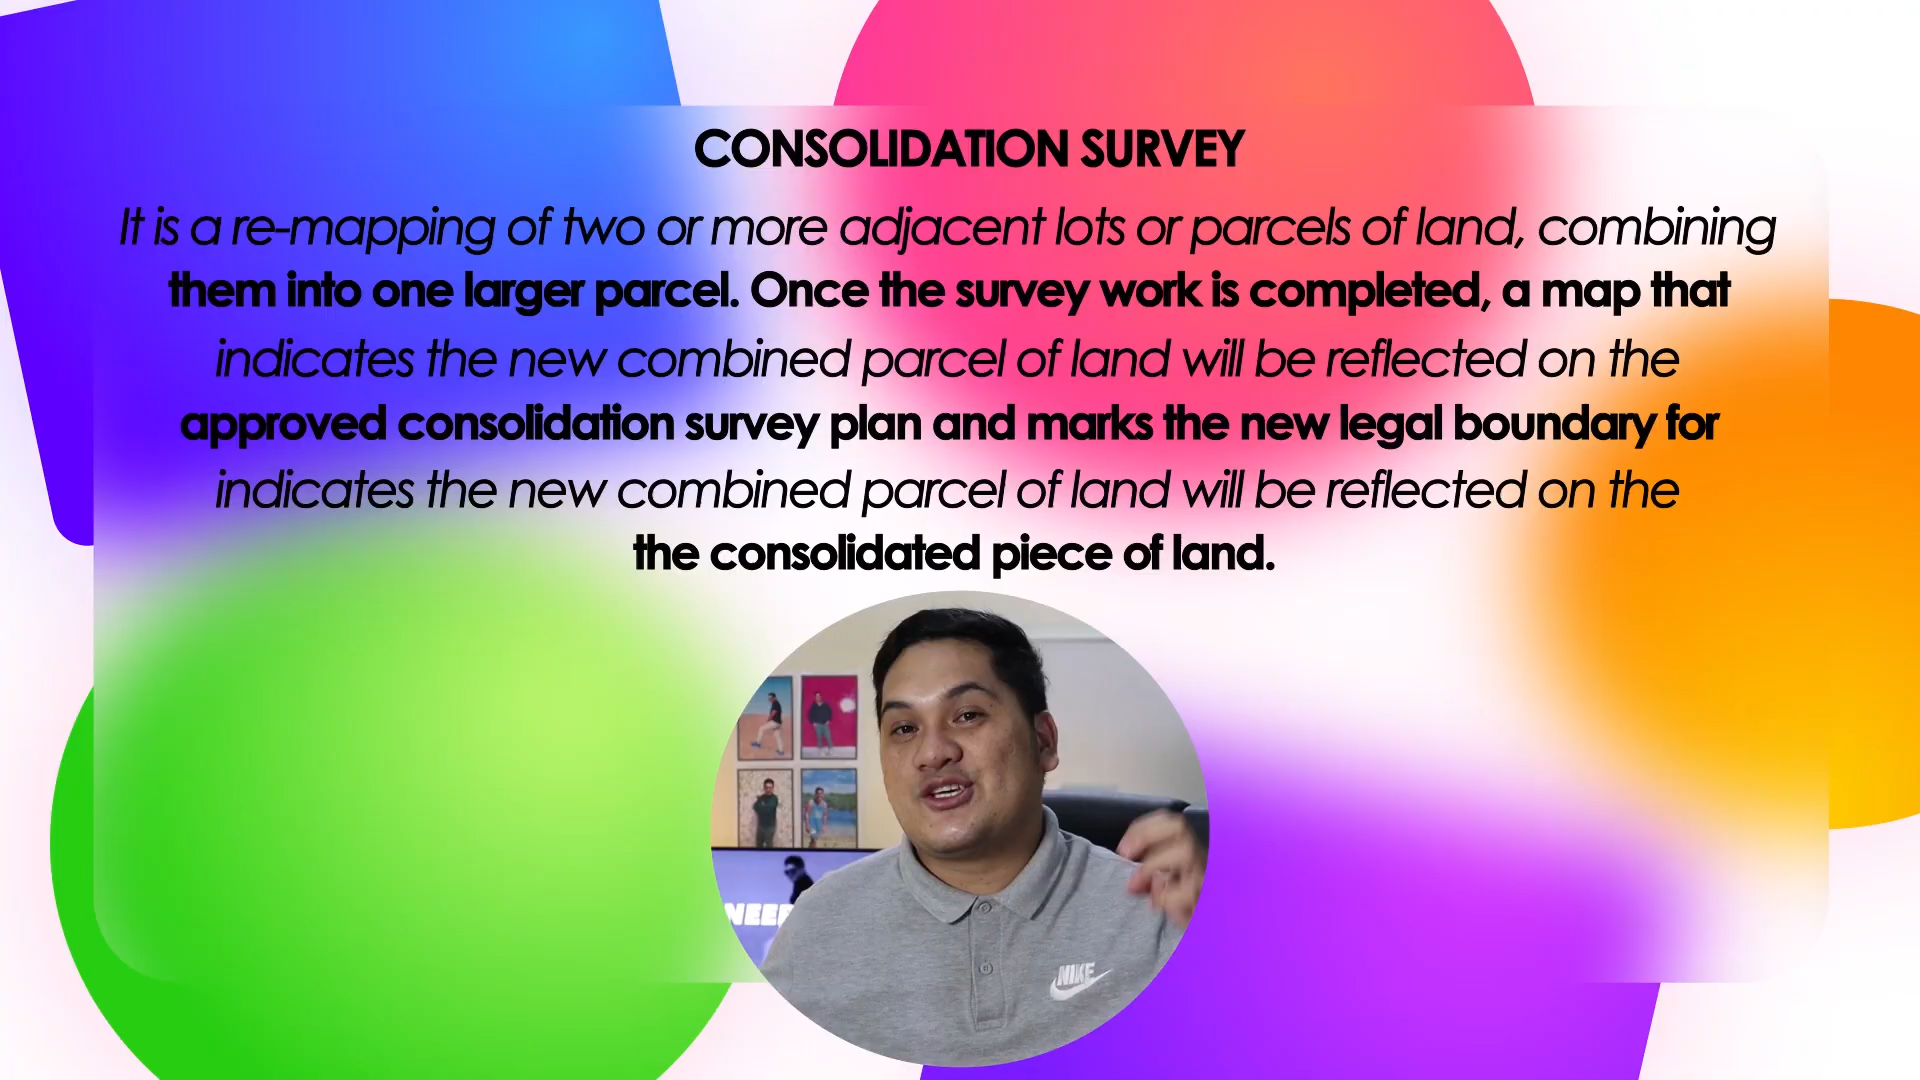 CONSOLIDATION SURVEY
It is a re-mapping of two or more adjacent lots or parcels of land, combining
them into one larger parcel. Once the survey work is completed, a map that
indicates the new combined parcel of land will be reflected on the
approved consolidation survey plan and marks the new legal boundary for
indicates the new combined parcel of land will be reflected on the
the consolidated piece of land.
NIKE